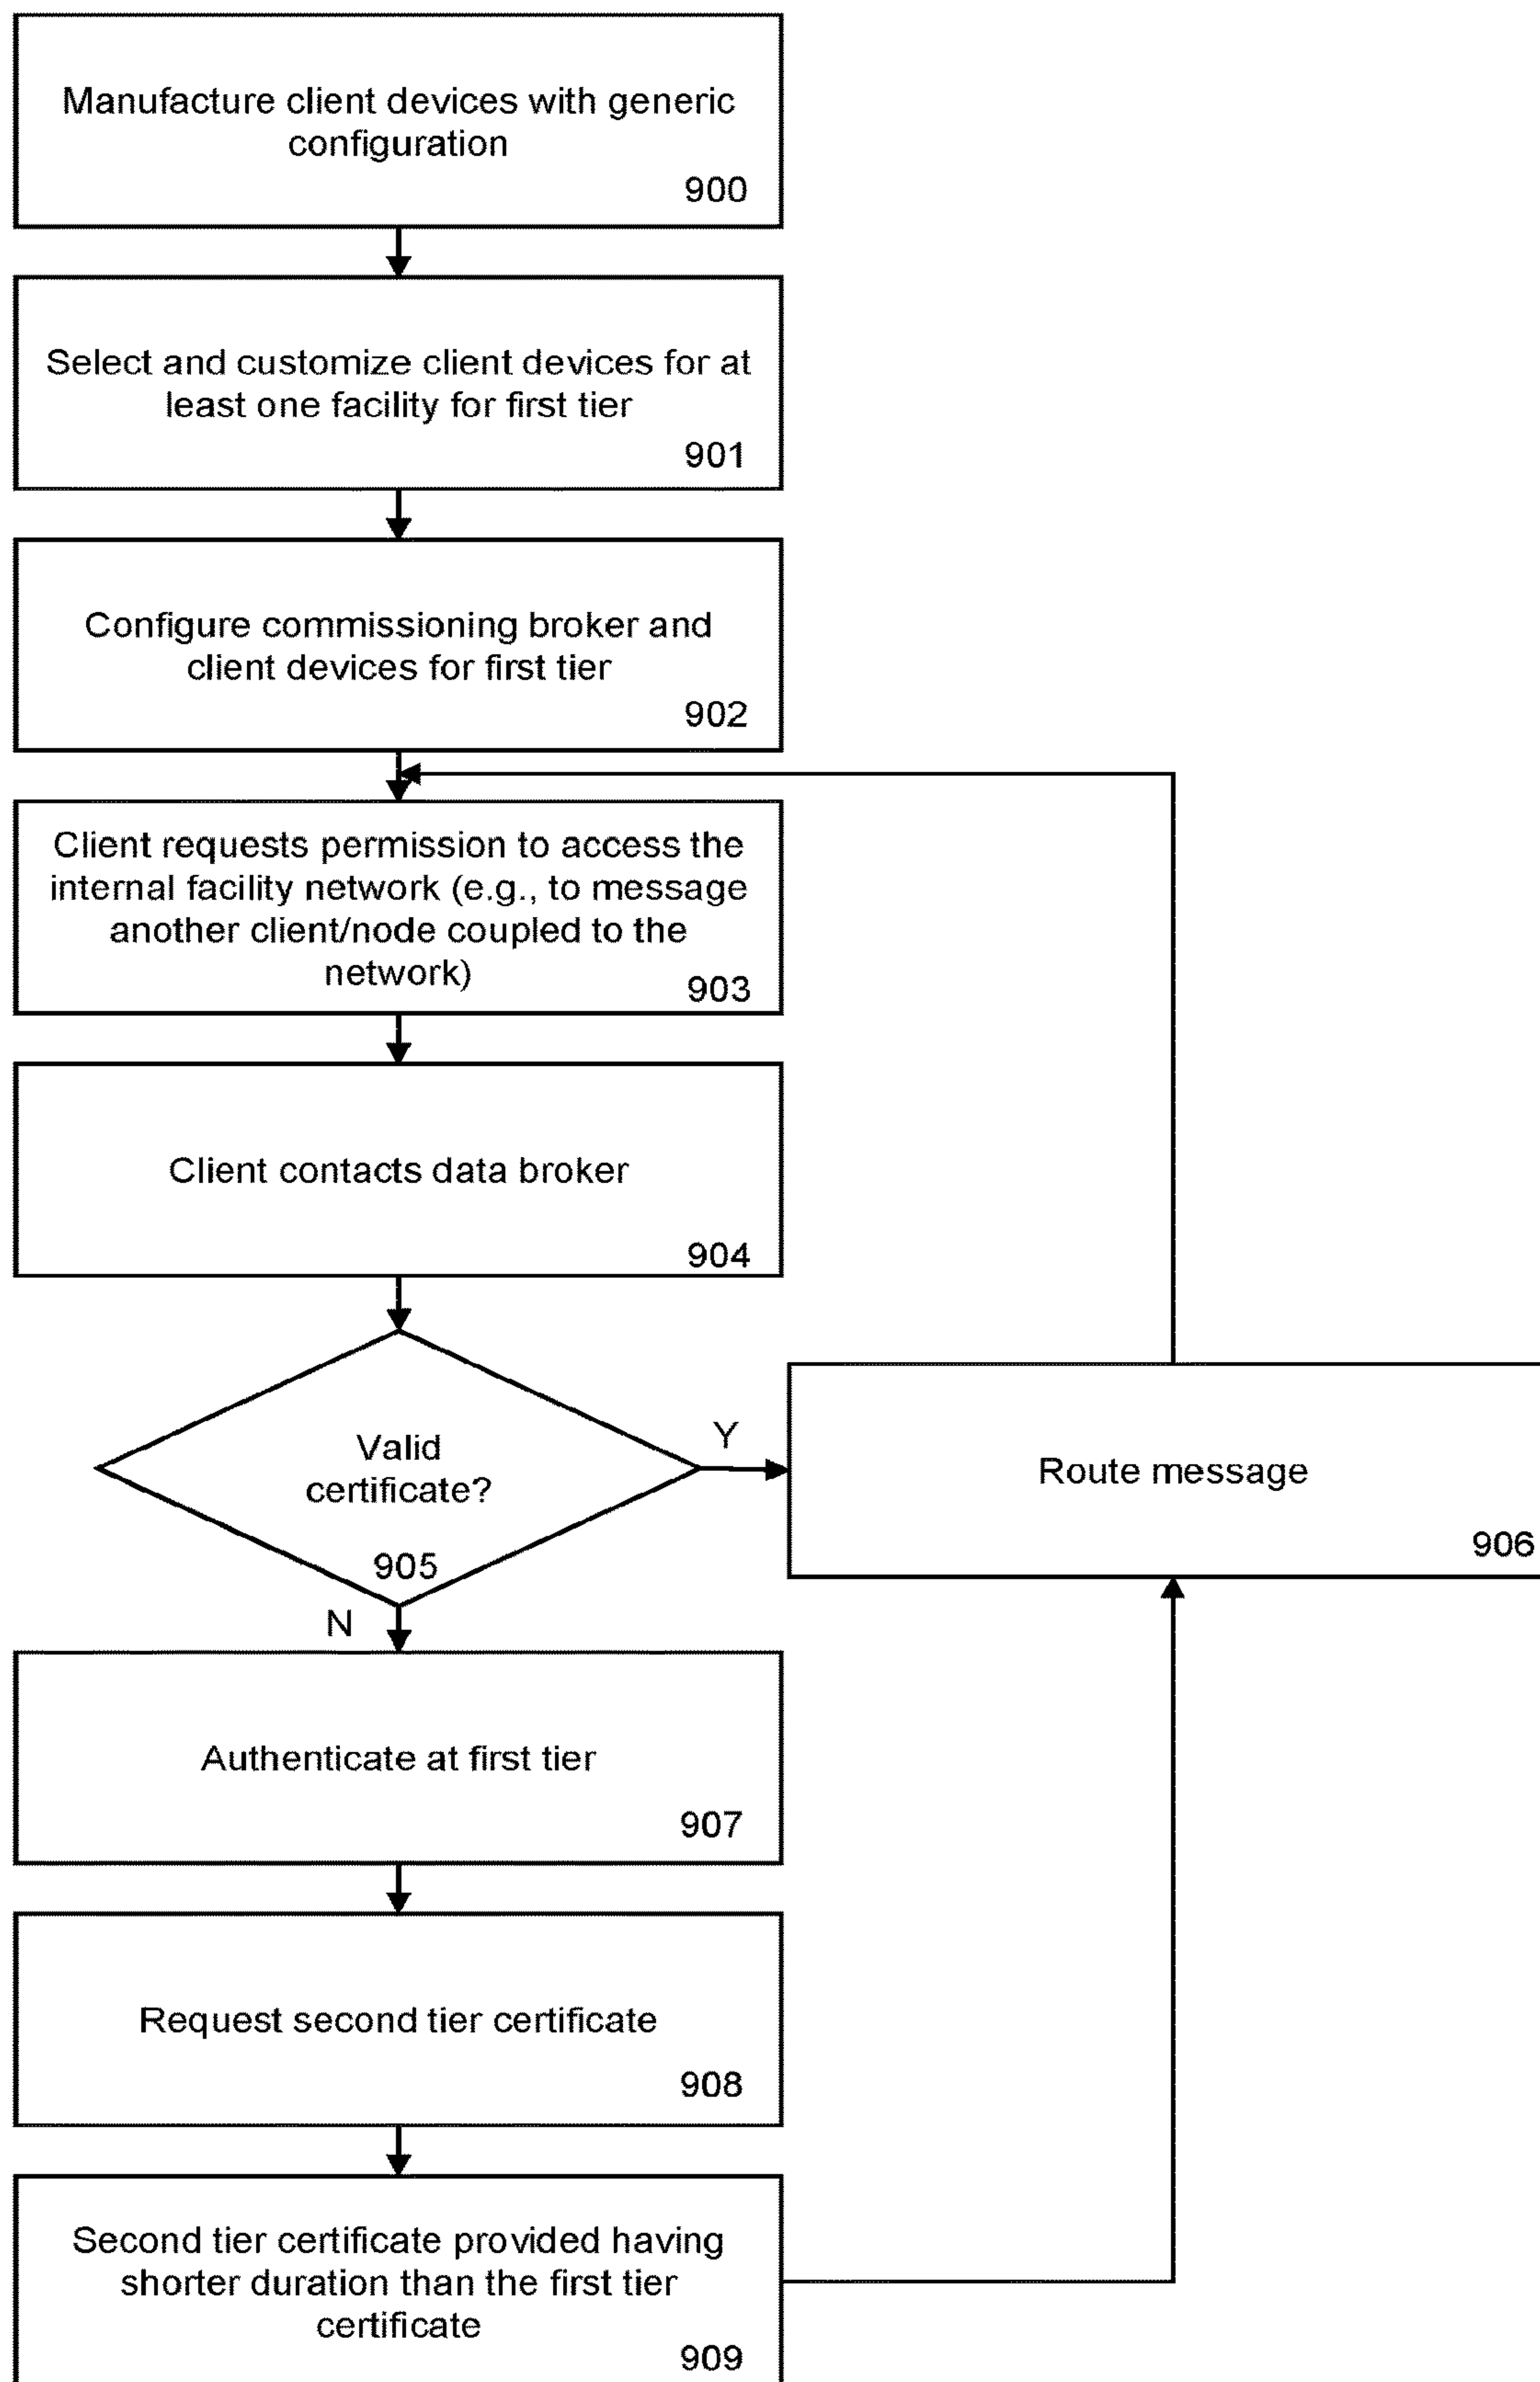 Manufacture client devices with generic
configuration
900
Select and customize client devices for at
least one facility for first tier
901
Configure commissioning broker and
client devices for first tier
902
Client requests permission to access the
internal facility network (e.g., to message
another client/node coupled to the
network)
903
Client contacts data broker
904
Valid
certificate?
905
Y
Route message
906
N
Authenticate at first tier
907
Request second tier certificate
908
Second tier certificate provided having
shorter duration than the first tier
certificate
909